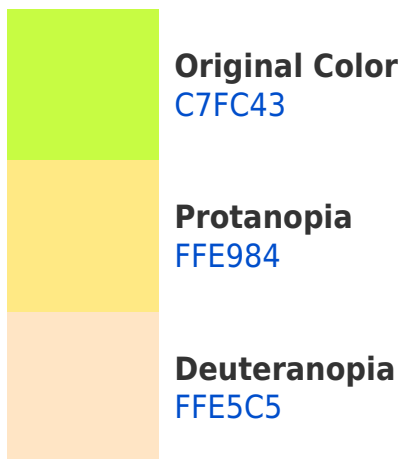 Original Color
C7FC43
Protanopia
FFE984
Deuteranopia
FFE5C5